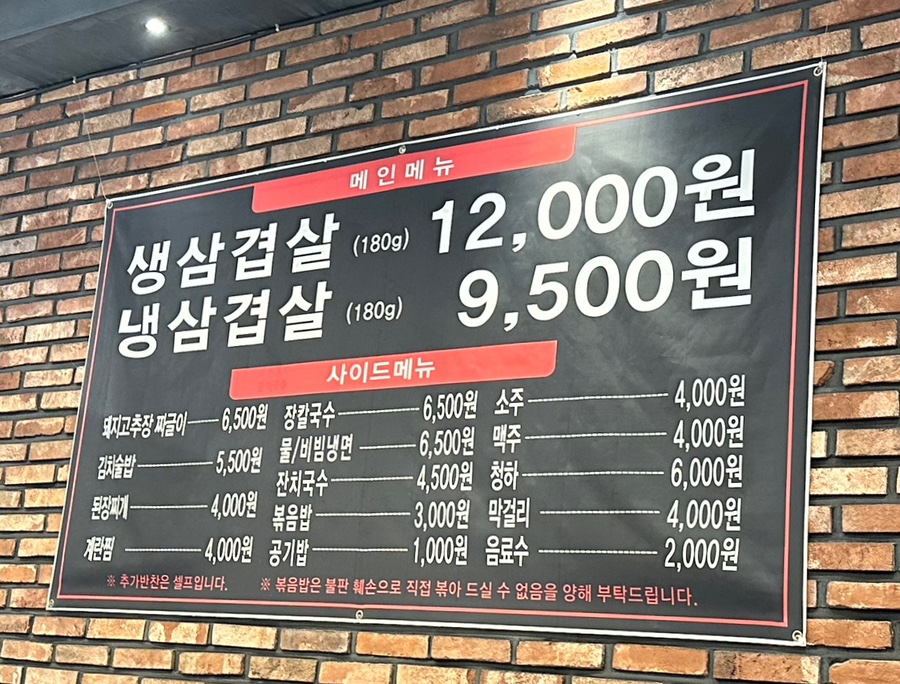 메인메뉴
생삼겹살 (180g) 12,000원
냉삼겹살 (180g) 9,500원
사이드메뉴
돼지고추장 짜글이 6,500원
김치술밥 5,500원
된장찌게 4,000원
계란찜 4,000원
장칼국수 6,500원
물/비빔냉면 6,500원
잔치국수 4,500원
볶음밥 3,000원
공기밥 1,000원
소주 4,000원
맥주 4,000원
청하 6,000원
막걸리 4,000원
음료수 2,000원
※ 추가반찬은 셀프입니다.
※ 볶음밥은 불판 훼손으로 직접 볶아 드실 수 없음을 양해 부탁드립니다.